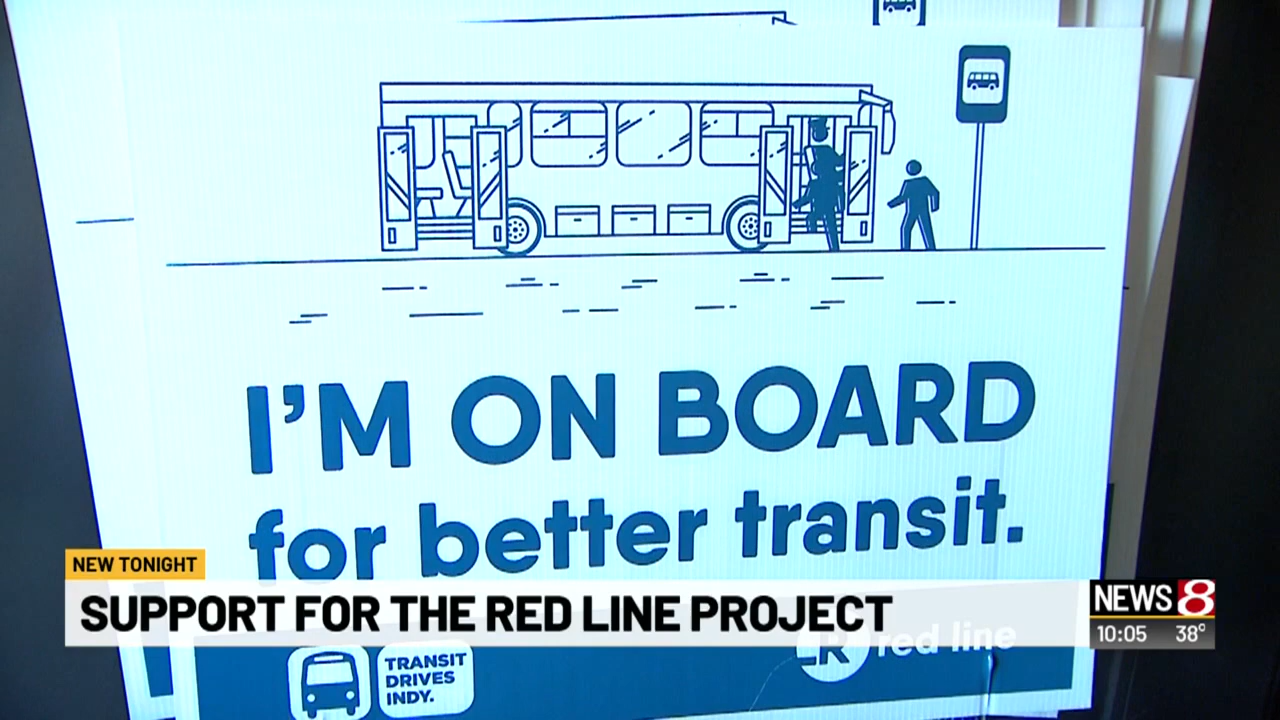 I'M ON BOARD
for better transit.
NEW TONIGHT
SUPPORT FOR THE RED LINE PROJECT
NEWS 8
10:05 38°
R red line
TRANSIT
DRIVES
INDY.